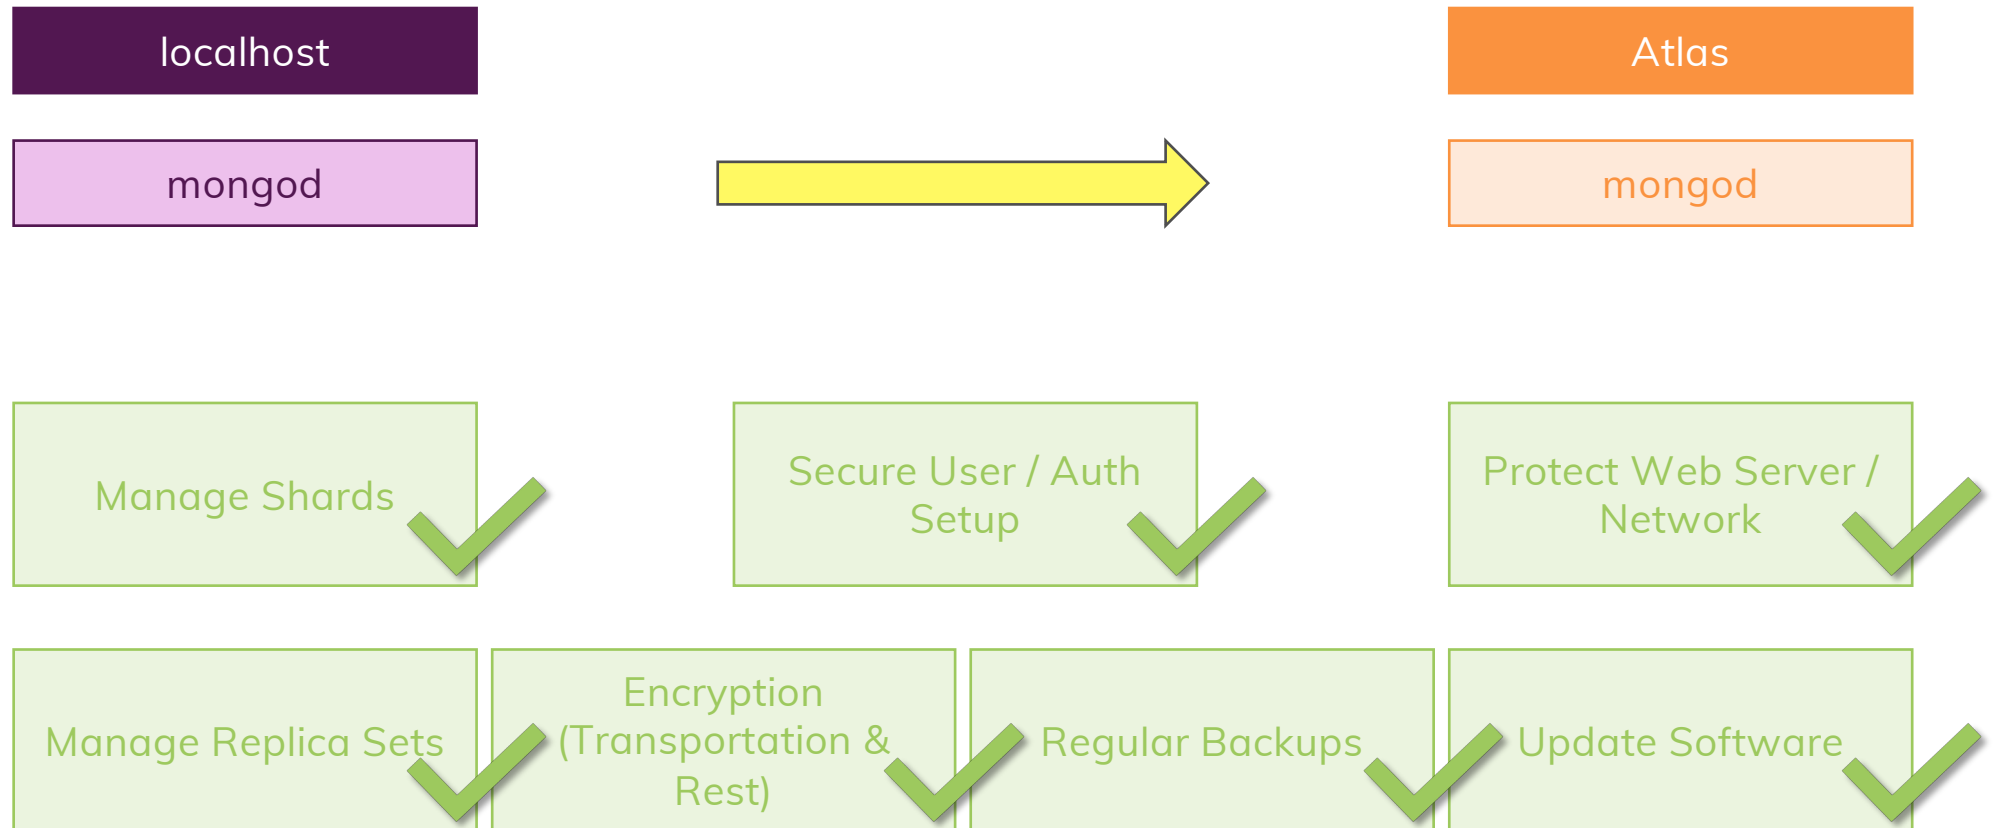 localhost
Atlas
mongod
mongod
Manage Shards
Secure User / Auth
Setup
Protect Web Server /
Network
Manage Replica Sets
Encryption
(Transportation &
Rest)
Regular Backups
Update Software